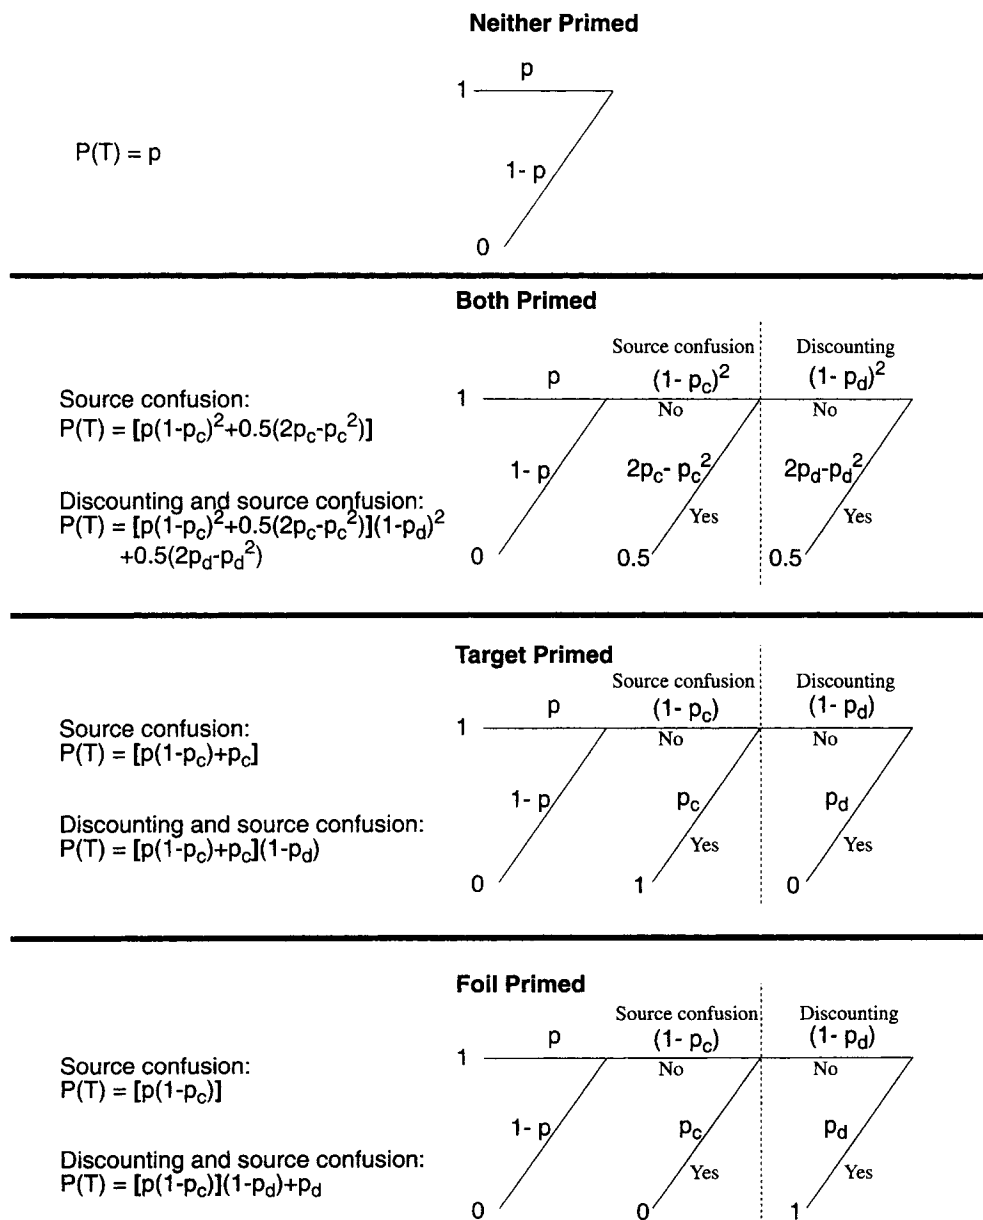 Neither Primed
p
1
P(T) = p
1- p
0
Both Primed
Source confusion Discounting
p (1- p_c)^2 (1- p_d)^2
1
No No
Source confusion:
P(T) = [p(1-p_c)^2+0.5(2p_c-p_c^2)]
1- p 2p_c- p_c^2 2p_d-p_d^2
Yes Yes
Discounting and source confusion:
P(T) = [p(1-p_c)^2+0.5(2p_c-p_c^2)](1-p_d)^2
+0.5(2p_d-p_d^2)
0 0.5 0.5
Target Primed
Source confusion Discounting
p (1- p_c) (1- p_d)
1
No No
Source confusion:
P(T) = [p(1-p_c)+p_c]
1- p p_c p_d
Yes Yes
Discounting and source confusion:
P(T) = [p(1-p_c)+p_c](1-p_d)
0 1 0
Foil Primed
Source confusion Discounting
p (1- p_c) (1- p_d)
1
No No
Source confusion:
P(T) = [p(1-p_c)]
1- p p_c p_d
Yes Yes
Discounting and source confusion:
P(T) = [p(1-p_c)](1-p_d)+p_d
0 0 1